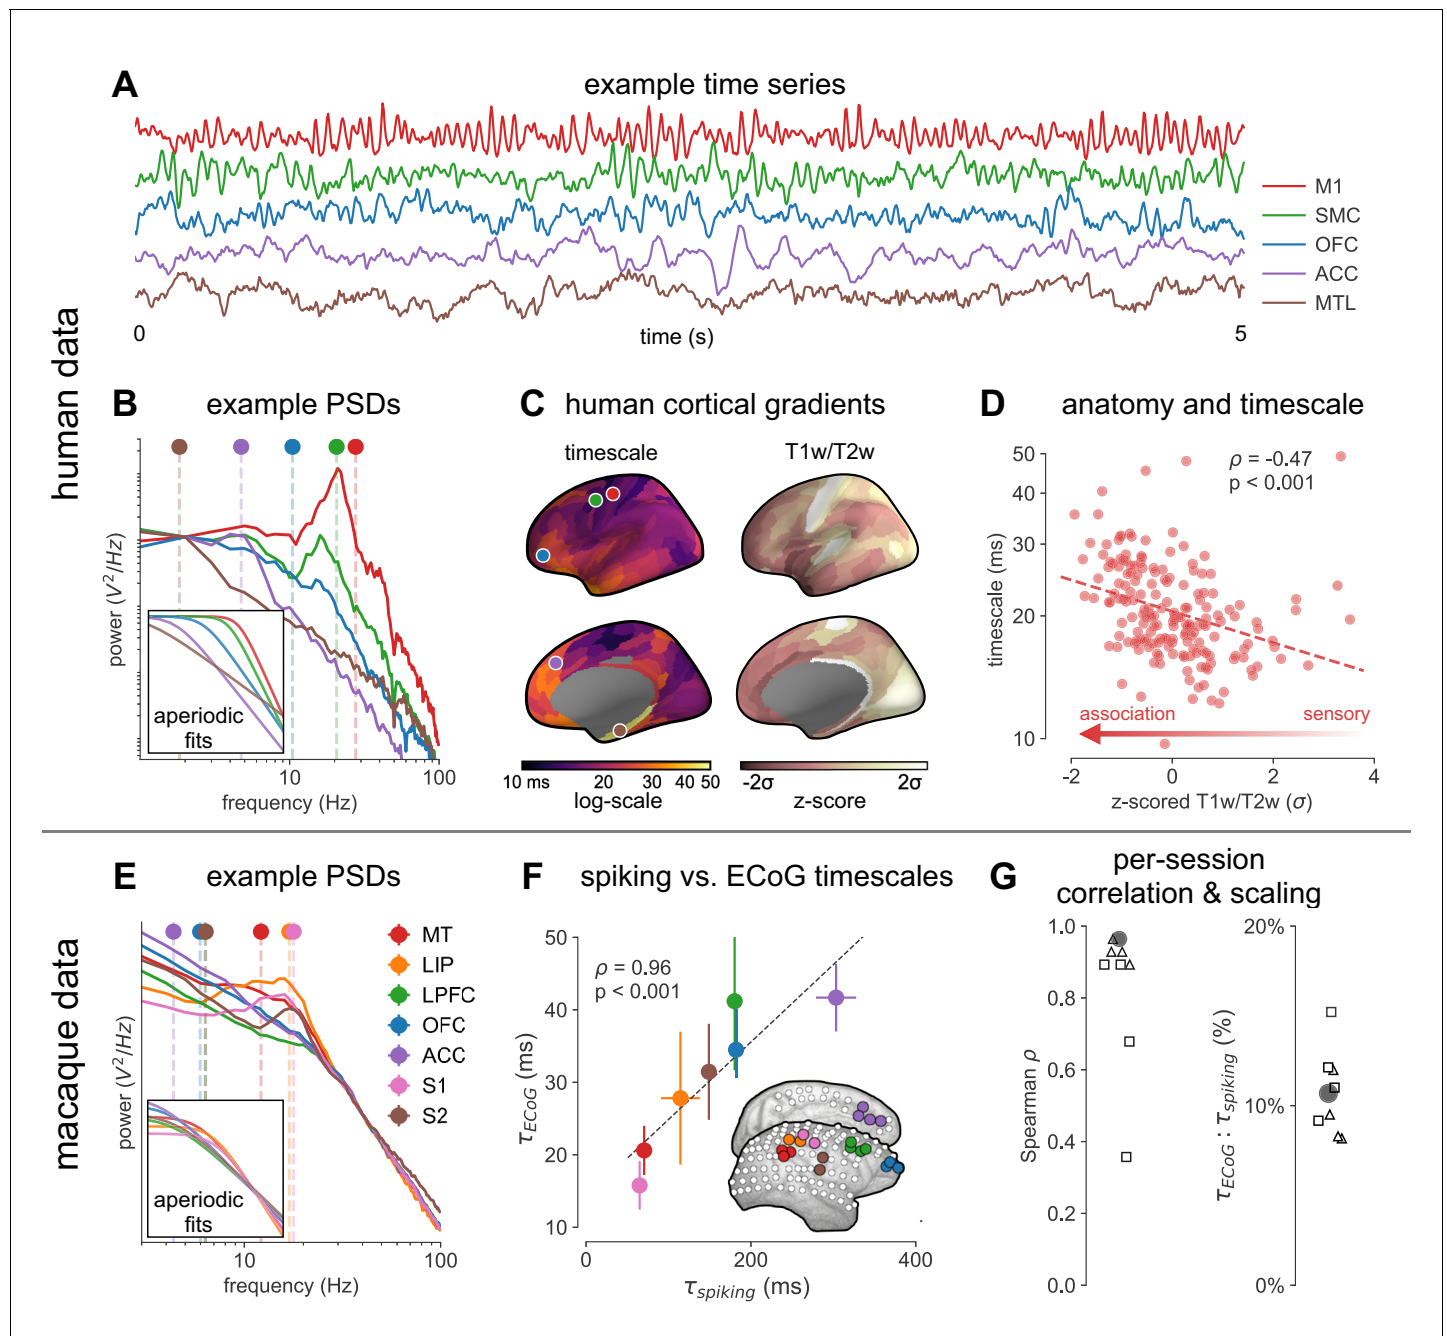 A
example time series
M1
SMC
OFC
ACC
MTL
0
time (s)
5
human data
B
example PSDs
power (V²/Hz)
aperiodic
fits
10
100
frequency (Hz)
C
human cortical gradients
timescale
T1w/T2w
10 ms
20
30
40
50
log-scale
-2σ
2σ
z-score
D
anatomy and timescale
ρ = -0.47
p < 0.001
50
40
30
20
10
timescale (ms)
association
sensory
-2
0
2
4
z-scored T1w/T2w (σ)
macaque data
E
example PSDs
MT
LIP
LPFC
OFC
ACC
S1
S2
power (V²/Hz)
aperiodic
fits
10
100
frequency (Hz)
F
spiking vs. ECoG timescales
ρ = 0.96
p < 0.001
50
40
30
20
10
τECoG (ms)
0
200
400
τspiking (ms)
G
per-session
correlation & scaling
1.0
0.8
0.6
0.4
0.2
0.0
Spearman ρ
20%
10%
0%
τECoG : τspiking (%)